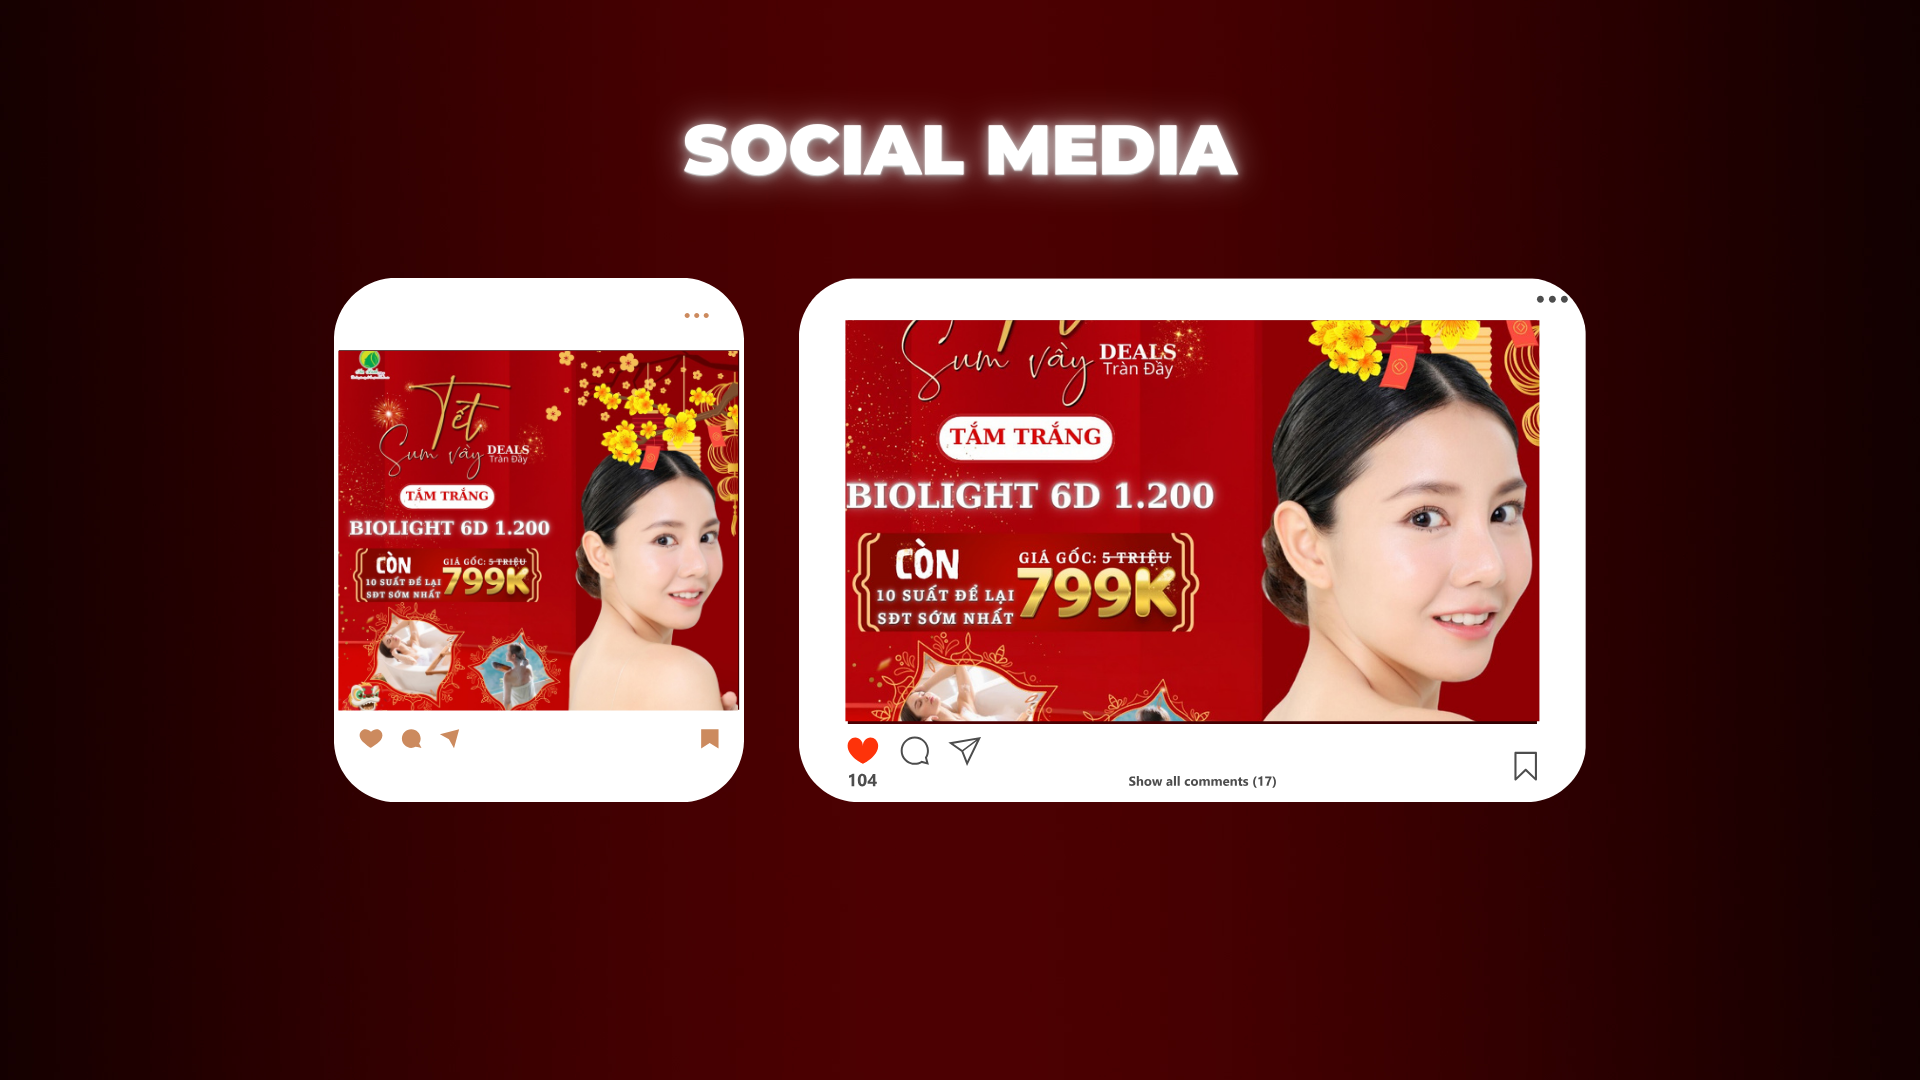 SOCIAL MEDIA
Tết
Sum vầy
DEALS
Tràn Đầy
TẮM TRẮNG
BIOLIGHT 6D 1.200
CÒN
10 SUẤT ĐỂ LẠI
SĐT SỚM NHẤT
GIÁ GỐC: 5 TRIỆU
799K
Sum vầy
DEALS
Tràn Đầy
TẮM TRẮNG
BIOLIGHT 6D 1.200
CÒN
10 SUẤT ĐỂ LẠI
SĐT SỚM NHẤT
GIÁ GỐC: 5 TRIỆU
799K
104
Show all comments (17)